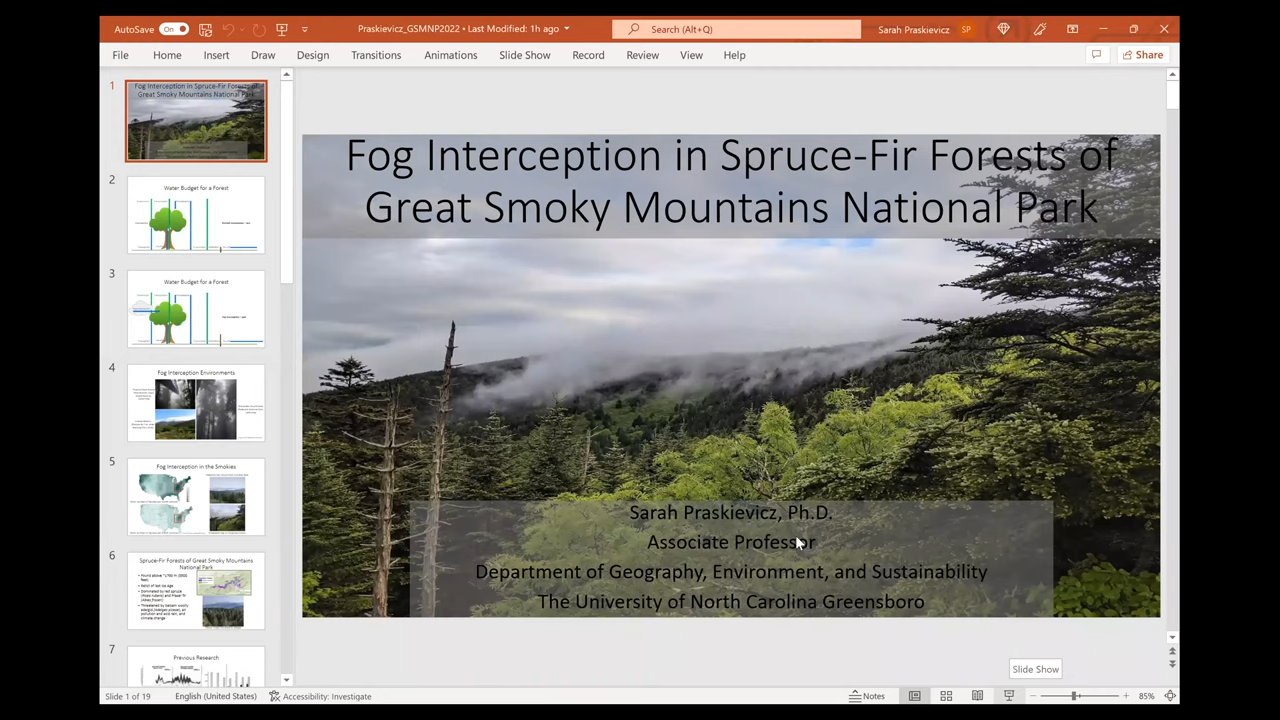 AutoSave On
Praskievicz_GSMNP2022 • Last Modified: 1h ago
Search (Alt+Q)
Sarah Praskievicz SP
File Home Insert Draw Design Transitions Animations Slide Show Record Review View Help
Share
1
Fog Interception in Spruce-Fir Forests of
Great Smoky Mountains National Park
2
Water Budget for a Forest
3
Water Budget for a Forest
4
Fog Interception Environments
5
Fog Interception in the Smokies
6
Spruce-Fir Forests of Great Smoky Mountains
National Park
7
Previous Research
Fog Interception in Spruce-Fir Forests of
Great Smoky Mountains National Park
Sarah Praskievicz, Ph.D.
Associate Professor
Department of Geography, Environment, and Sustainability
The University of North Carolina Greensboro
Slide Show
Slide 1 of 19 English (United States) Accessibility: Investigate
Notes
85%